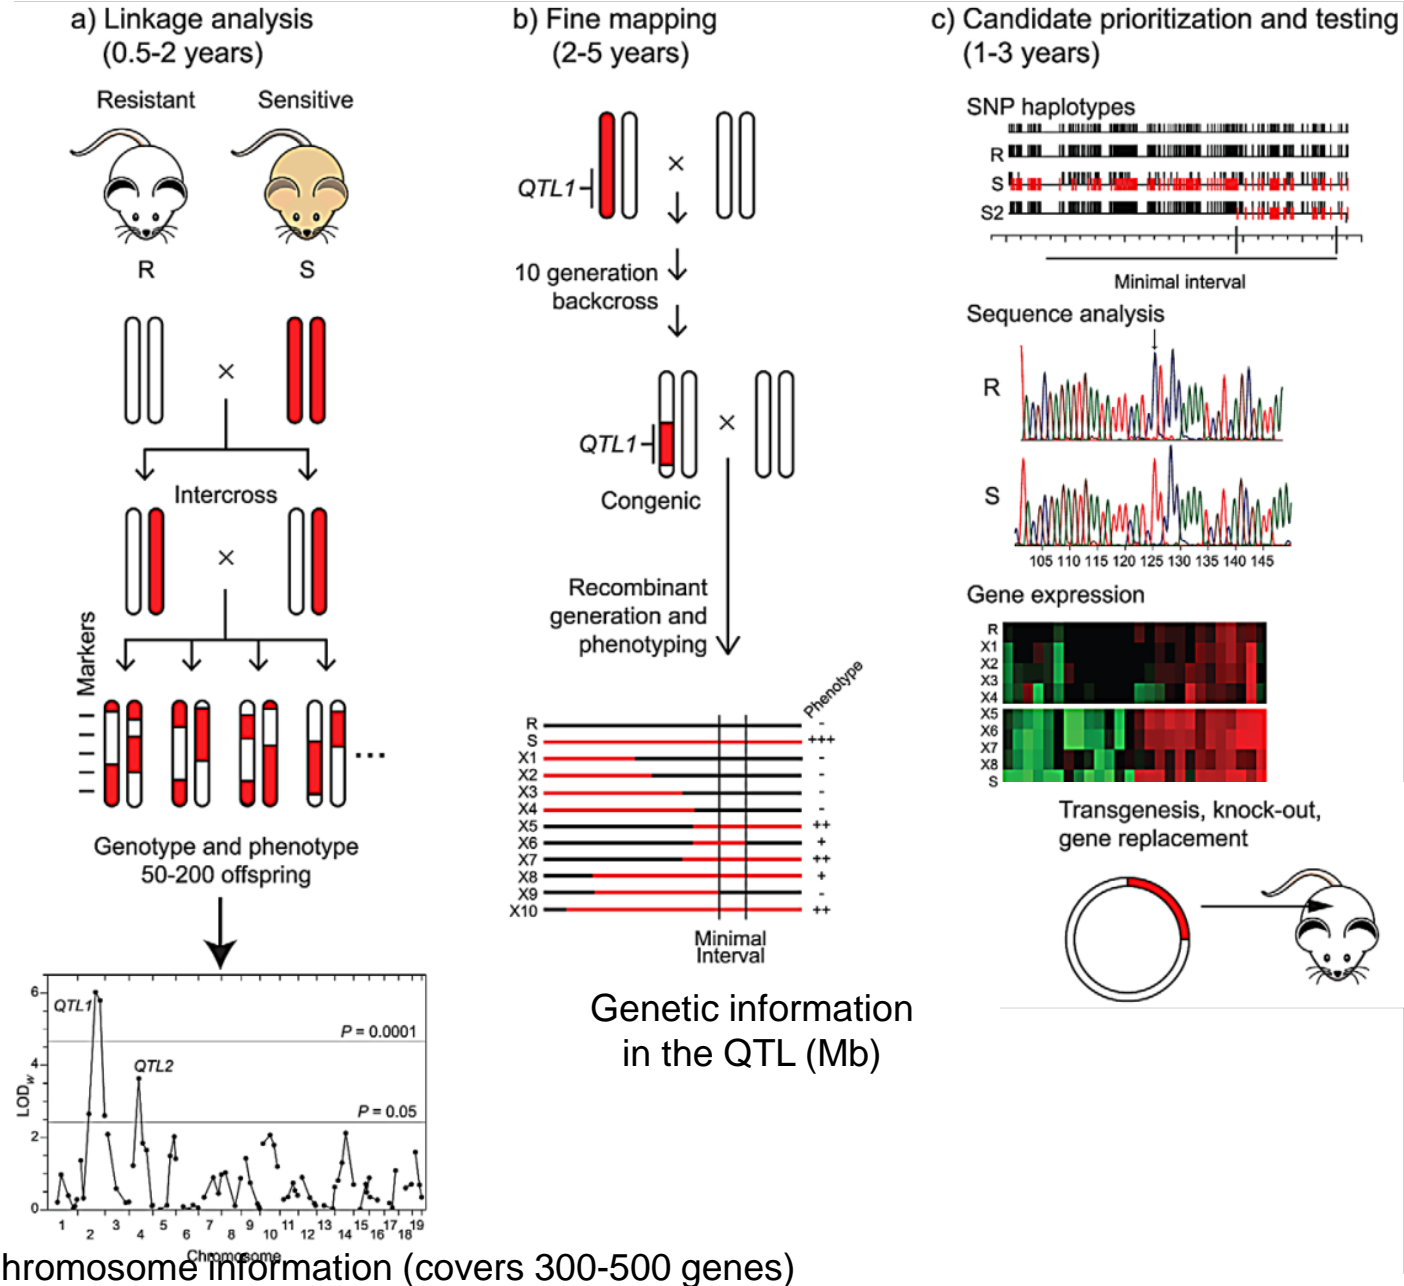 a) Linkage analysis
(0.5-2 years)
Resistant
Sensitive
R
S
×
Intercross
×
Markers
...
Genotype and phenotype
50-200 offspring
QTL1
QTL2
P = 0.0001
P = 0.05
LODw
6
4
2
0
1 2 3 4 5 6 7 8 9 10 11 12 13 14 15 16 17 18 19
Chromosome
hromosome information (covers 300-500 genes)
b) Fine mapping
(2-5 years)
QTL1
×
10 generation
backcross
QTL1
×
Congenic
Recombinant
generation and
phenotyping
Phenotype
R -
S +++
X1 -
X2 -
X3 -
X4 -
X5 ++
X6 +
X7 ++
X8 +
X9 -
X10 ++
Minimal
Interval
Genetic information
in the QTL (Mb)
c) Candidate prioritization and testing
(1-3 years)
SNP haplotypes
R
S
S2
Minimal interval
Sequence analysis
R
S
105 110 115 120 125 130 135 140 145
Gene expression
R
X1
X2
X3
X4
X5
X6
X7
X8
S
Transgenesis, knock-out,
gene replacement